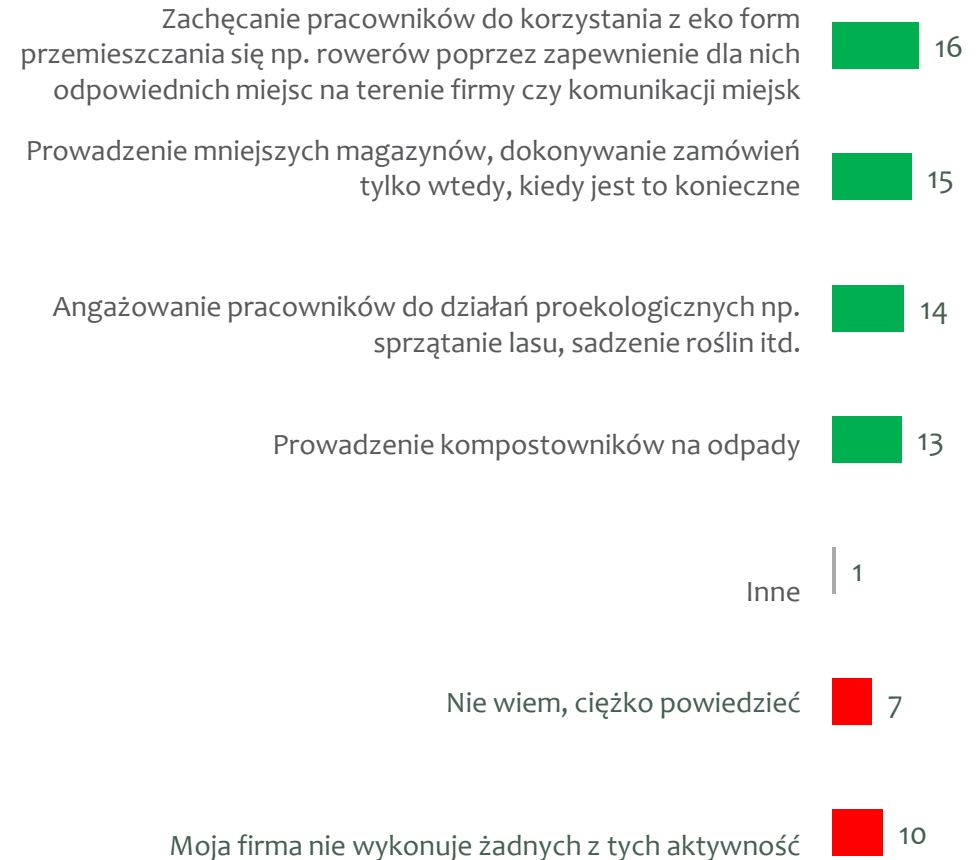 Zachęcanie pracowników do korzystania z eko form
przemieszczania się np. rowerów poprzez zapewnienie dla nich
odpowiednich miejsc na terenie firmy czy komunikacji miejsk
16
Prowadzenie mniejszych magazynów, dokonywanie zamówień
tylko wtedy, kiedy jest to konieczne
15
Angażowanie pracowników do działań proekologicznych np.
sprzątanie lasu, sadzenie roślin itd.
14
Prowadzenie kompostowników na odpady
13
Inne
1
Nie wiem, ciężko powiedzieć
7
Moja firma nie wykonuje żadnych z tych aktywność
10